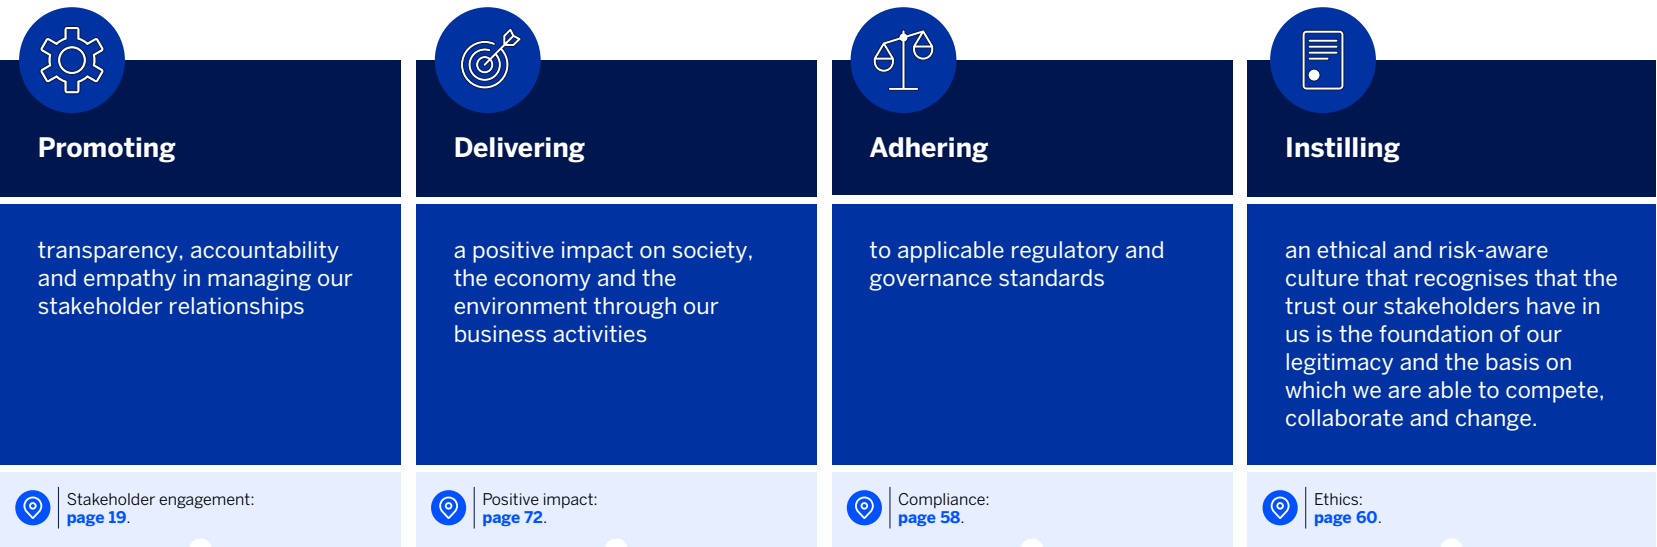 Promoting
transparency, accountability
and empathy in managing our
stakeholder relationships
Stakeholder engagement:
page 19.
Delivering
a positive impact on society,
the economy and the
environment through our
business activities
Positive impact:
page 72.
Adhering
to applicable regulatory and
governance standards
Compliance:
page 58.
Instilling
an ethical and risk-aware
culture that recognises that the
trust our stakeholders have in
us is the foundation of our
legitimacy and the basis on
which we are able to compete,
collaborate and change.
Ethics:
page 60.